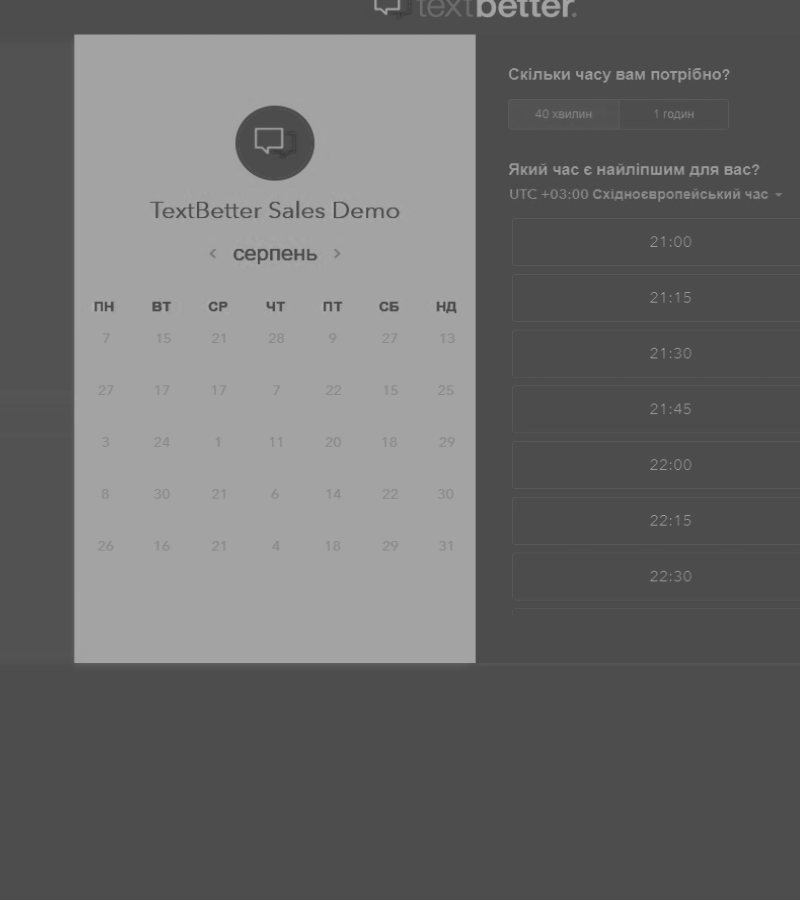 textbetter.
TextBetter Sales Demo
‹ серпень ›
ПН ВТ СР ЧТ ПТ СБ НД
7 15 21 28 9 27 13
27 17 17 7 22 15 25
3 24 1 11 20 18 29
8 30 21 6 14 22 30
26 16 21 4 18 29 31
Скільки часу вам потрібно?
40 хвилин 1 годин
Який час є найліпшим для вас?
UTC +03:00 Східноєвропейський час
21:00
21:15
21:30
21:45
22:00
22:15
22:30